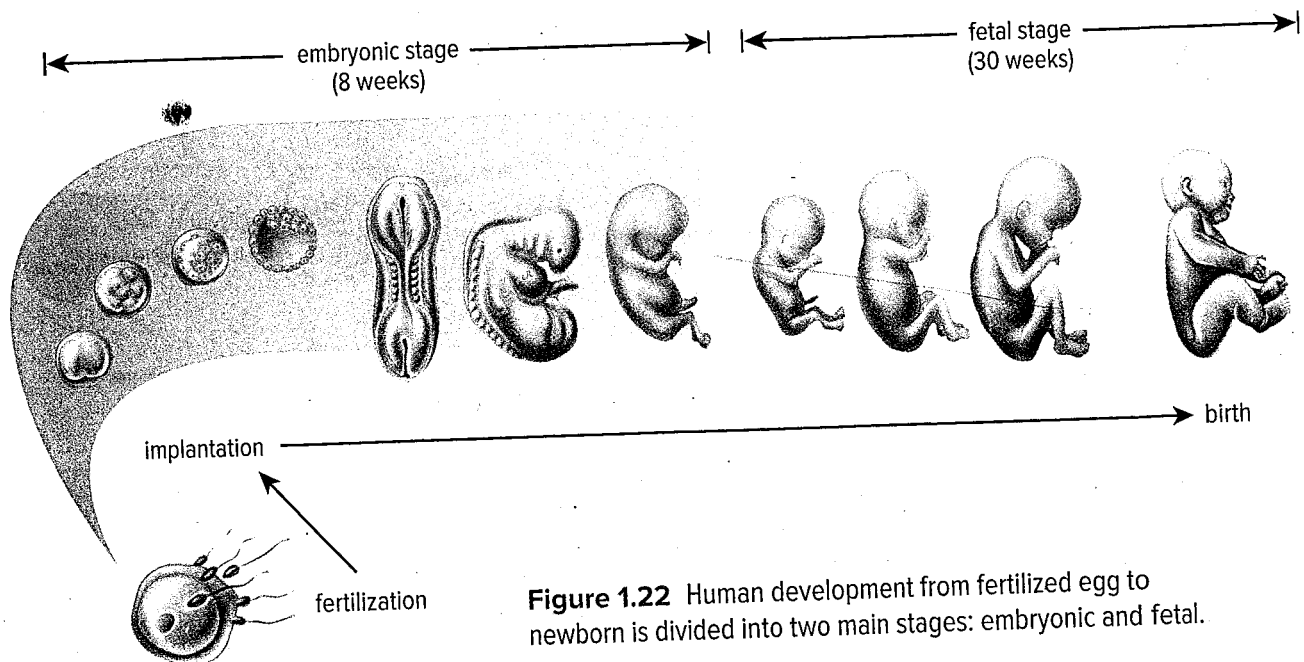 embryonic stage
(8 weeks)
fetal stage
(30 weeks)
implantation
birth
fertilization
Figure 1.22 Human development from fertilized egg to
newborn is divided into two main stages: embryonic and fetal.